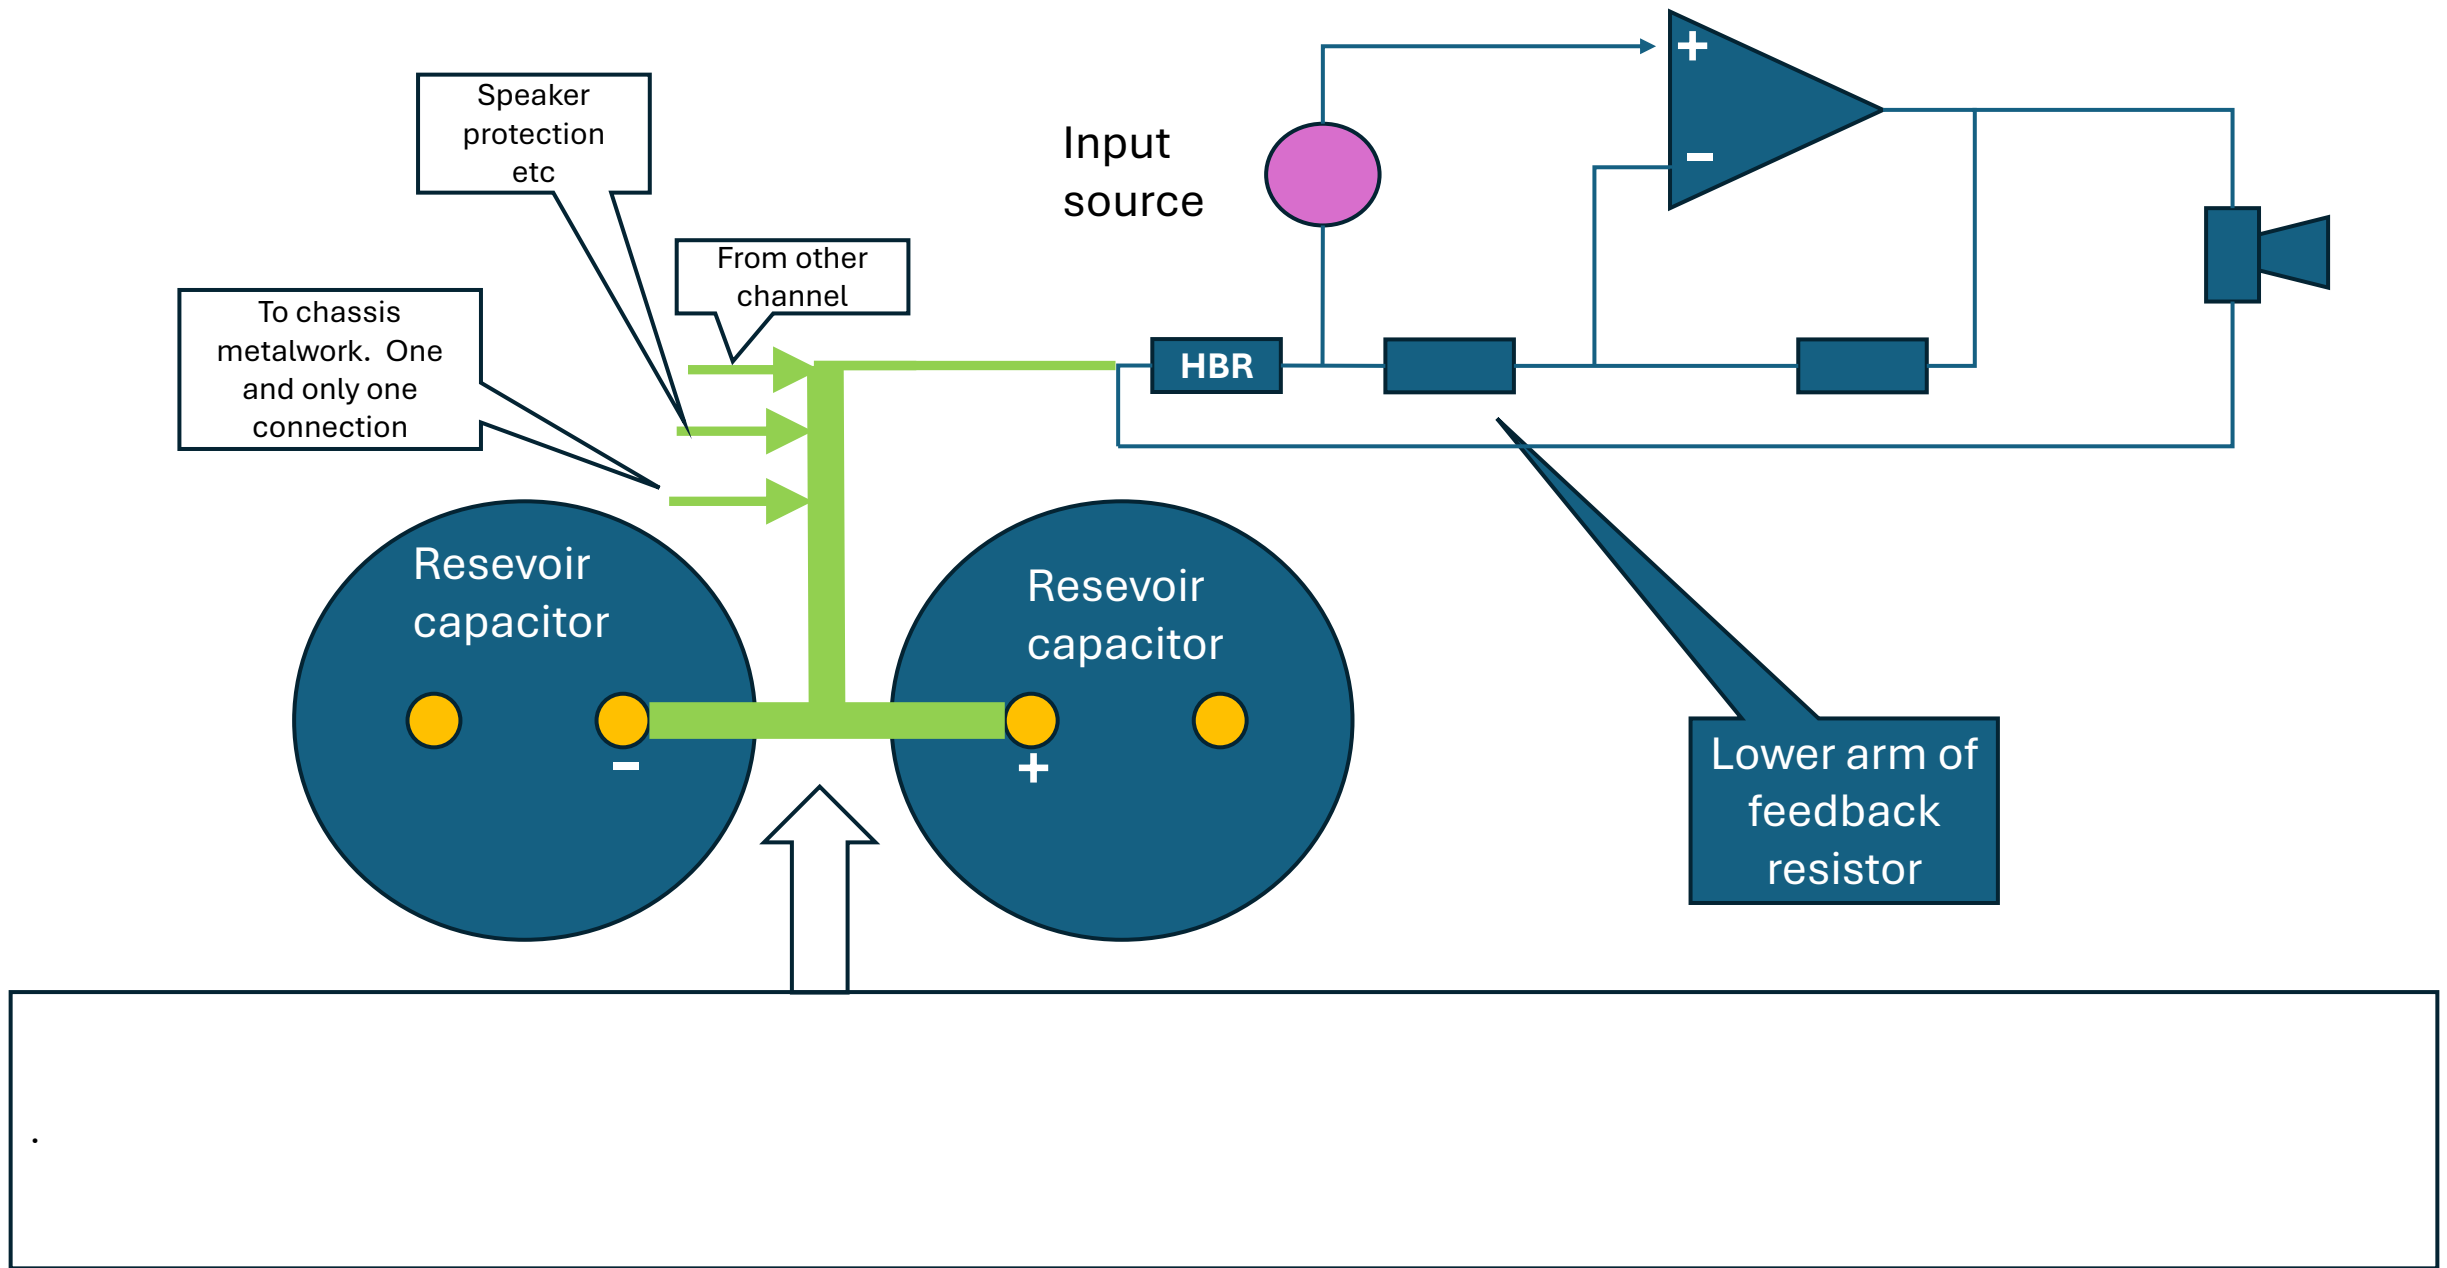 Speaker
protection
etc
From other
channel
To chassis
metalwork.  One
and only one
connection
Input
source
+
−
HBR
Resevoir
capacitor
−
Resevoir
capacitor
+
Lower arm of
feedback
resistor
.